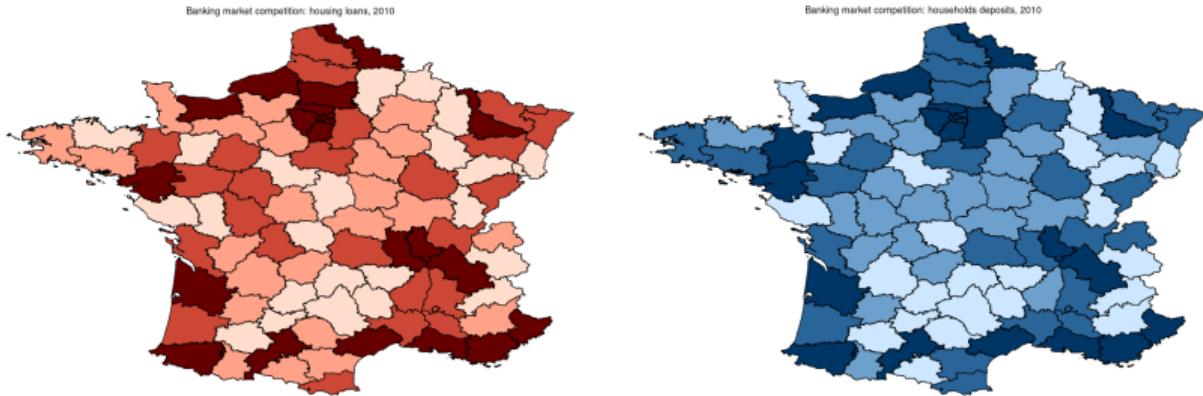 Banking market competition: housing loans, 2010
Banking market competition: households deposits, 2010